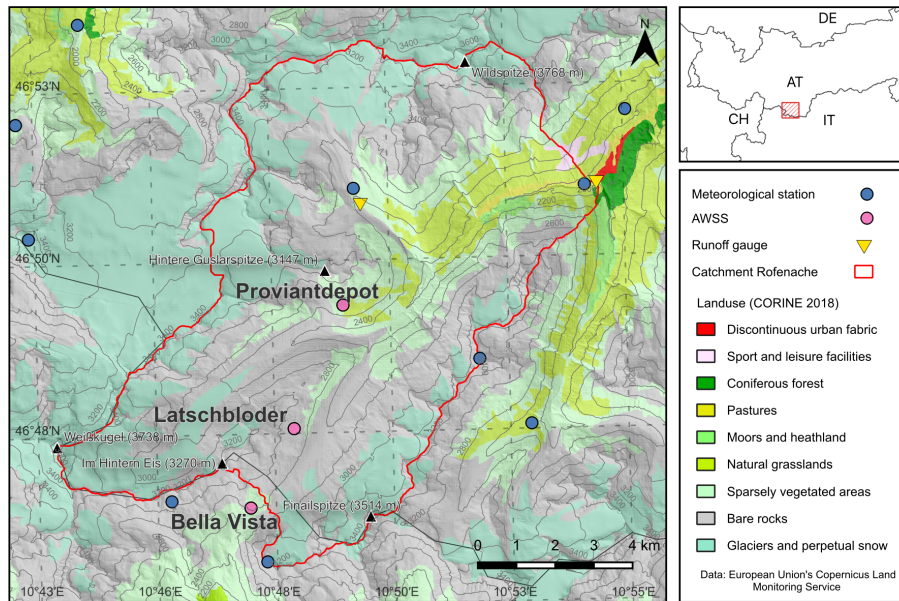 N
Wildspitze (3768 m)
46°53'N
46°50'N
Hintere Guslarspitze (3147 m)
Proviantdepot
Latschbloder
46°48'N
Weißkugel (3738 m)
Im Hintern Eis (3270 m)
Bella Vista
Finailspitze (3514 m)
0 1 2 3 4 km
10°43'E 10°46'E 10°48'E 10°50'E 10°53'E 10°55'E
DE
AT
CH
IT
Meteorological station
AWSS
Runoff gauge
Catchment Rofenache
Landuse (CORINE 2018)
Discontinuous urban fabric
Sport and leisure facilities
Coniferous forest
Pastures
Moors and heathland
Natural grasslands
Sparsely vegetated areas
Bare rocks
Glaciers and perpetual snow
Data: European Union's Copernicus Land
Monitoring Service